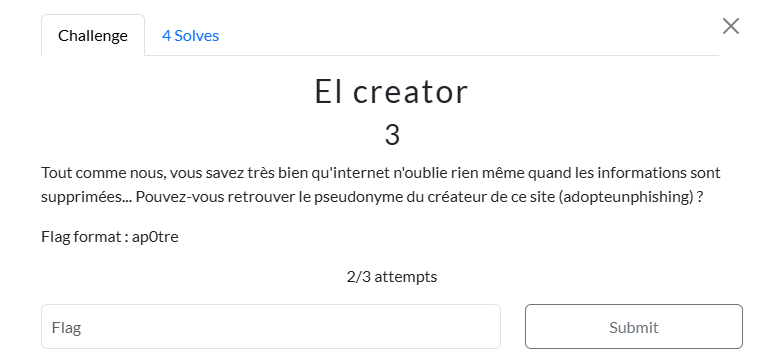 Challenge
4 Solves
El creator
3
Tout comme nous, vous savez très bien qu'internet n'oublie rien même quand les informations sont
supprimées... Pouvez-vous retrouver le pseudonyme du créateur de ce site (adopteunphishing) ?
Flag format : ap0tre
2/3 attempts
Flag
Submit